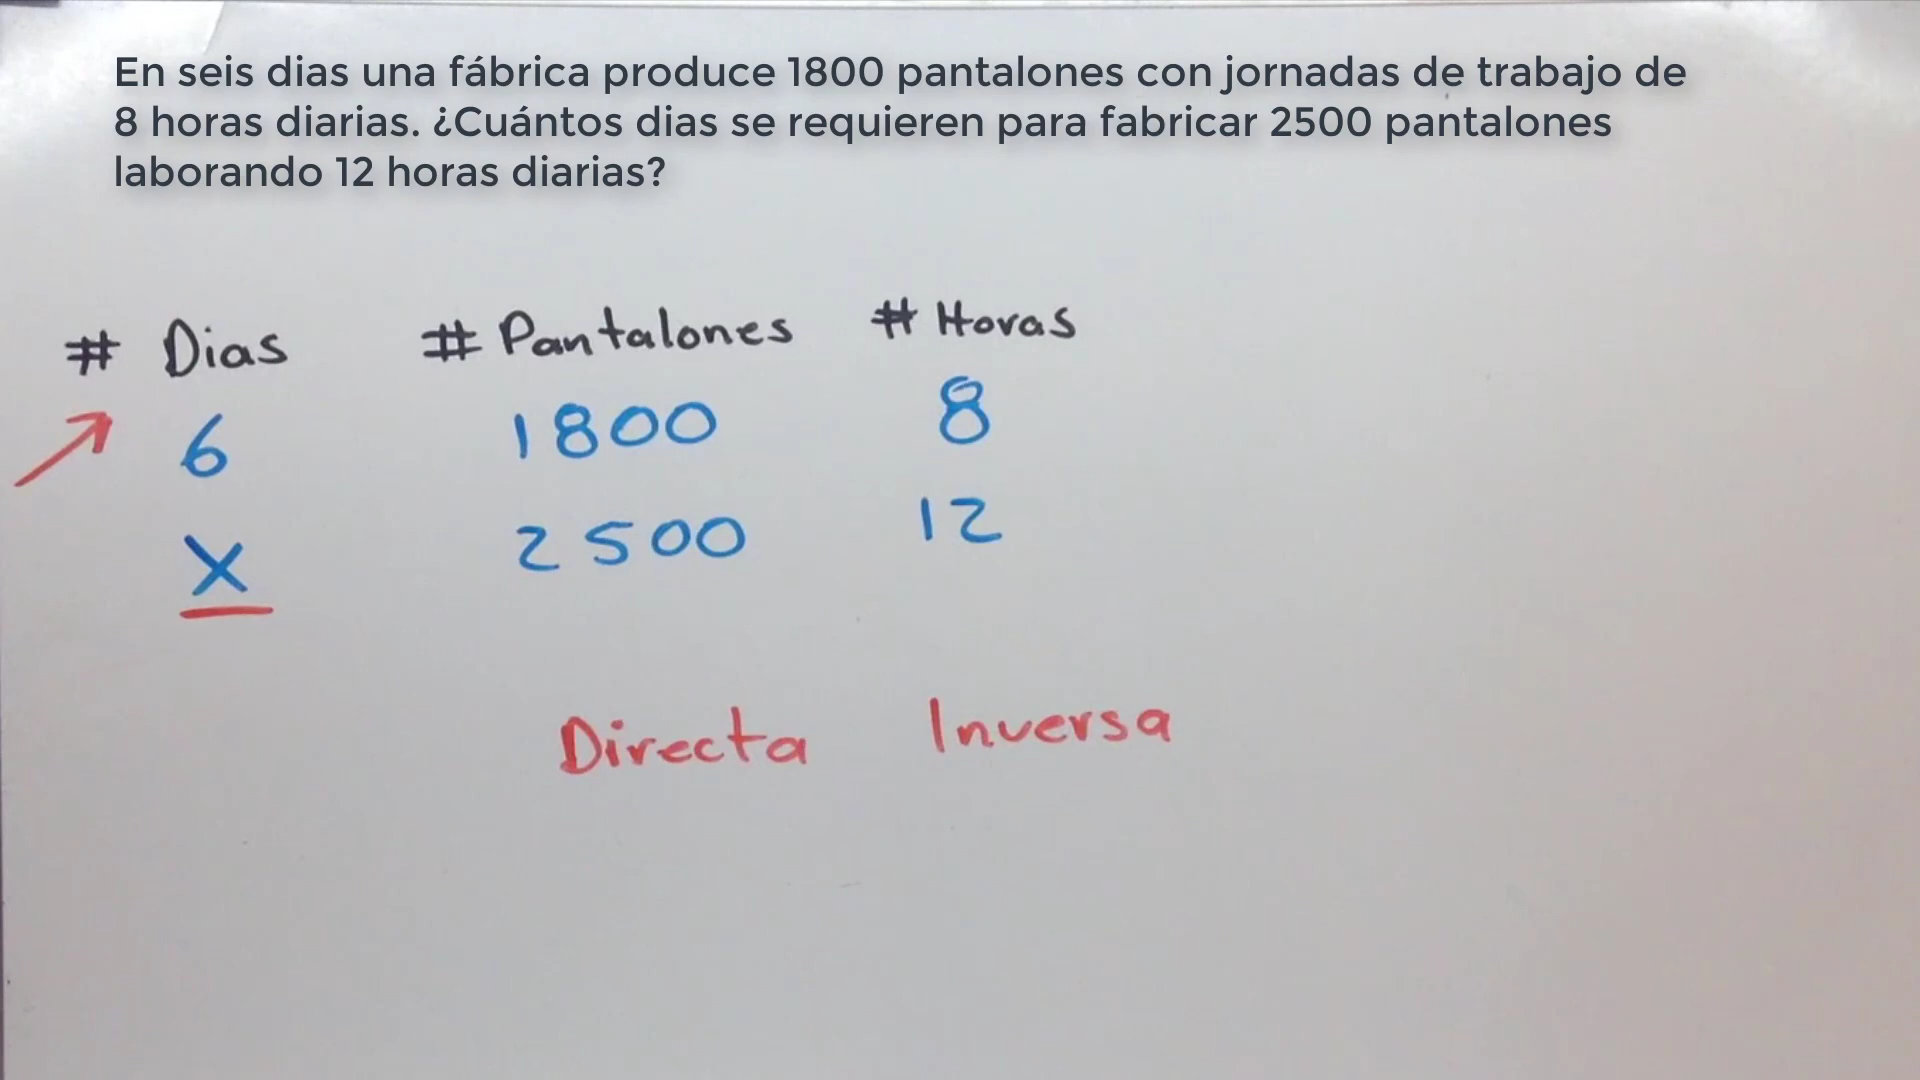 En seis dias una fábrica produce 1800 pantalones con jornadas de trabajo de
8 horas diarias. ¿Cuántos dias se requieren para fabricar 2500 pantalones
laborando 12 horas diarias?
# Dias # Pantalones # Horas
6 1800 8
X 2500 12
Directa Inversa